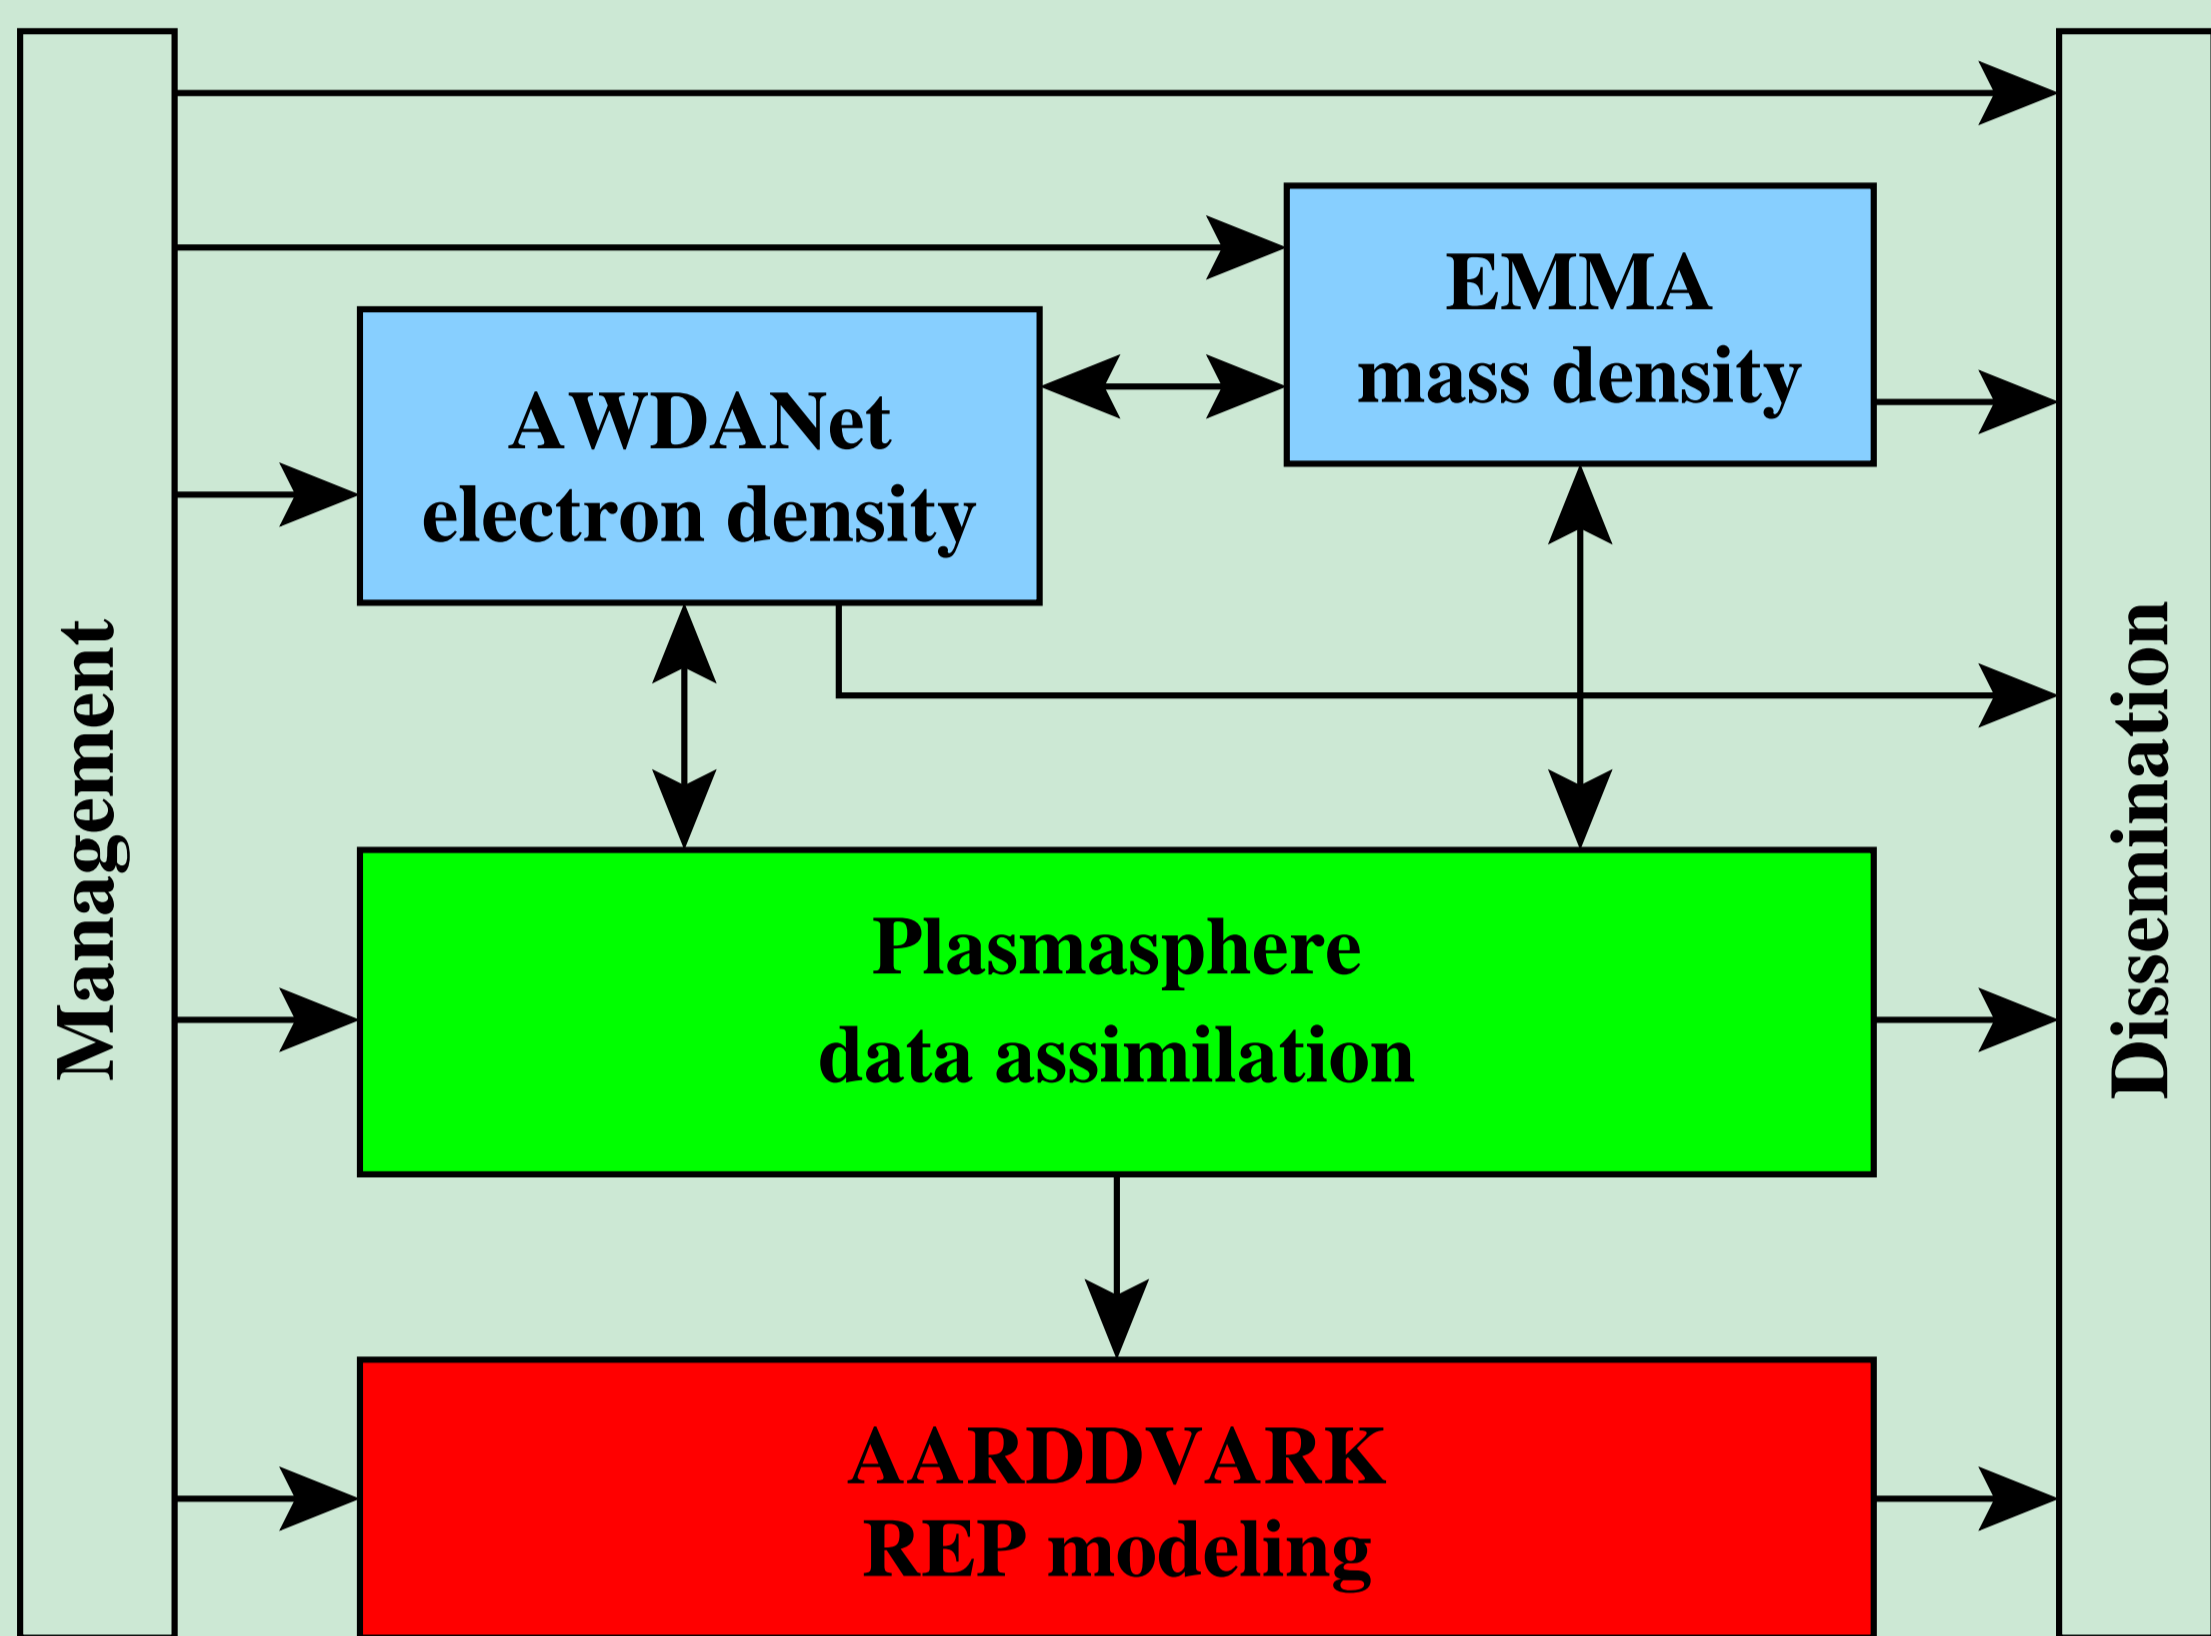 Management
EMMA
mass density
AWDANet
electron density
Plasmasphere
data assimilation
AARDDVARK
REP modeling
Dissemination